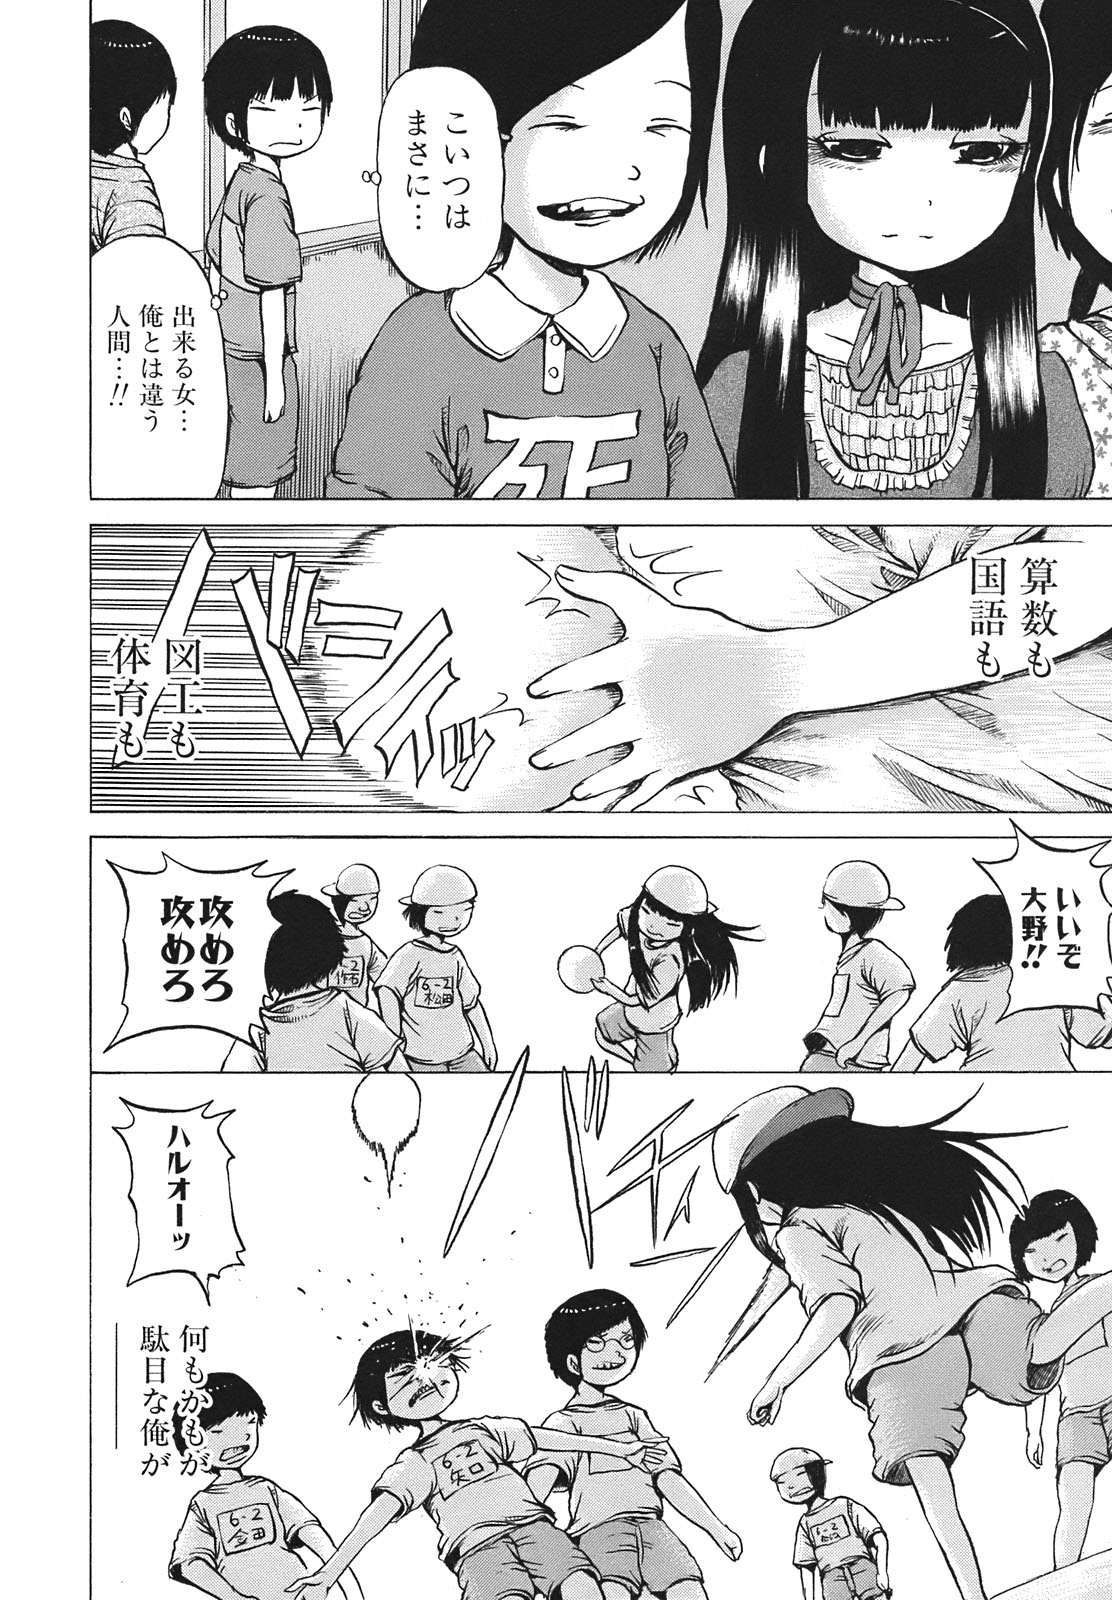 こいつは
まさに…
死
出来る女…
俺とは違う
人間…!!
算数も
国語も
図工も
体育も
いいぞ
大野!!
攻めろ
攻めろ
6-2
松田
ハルオーッ
6-2
矢口
6-2
金田
何もかもが
駄目な俺が